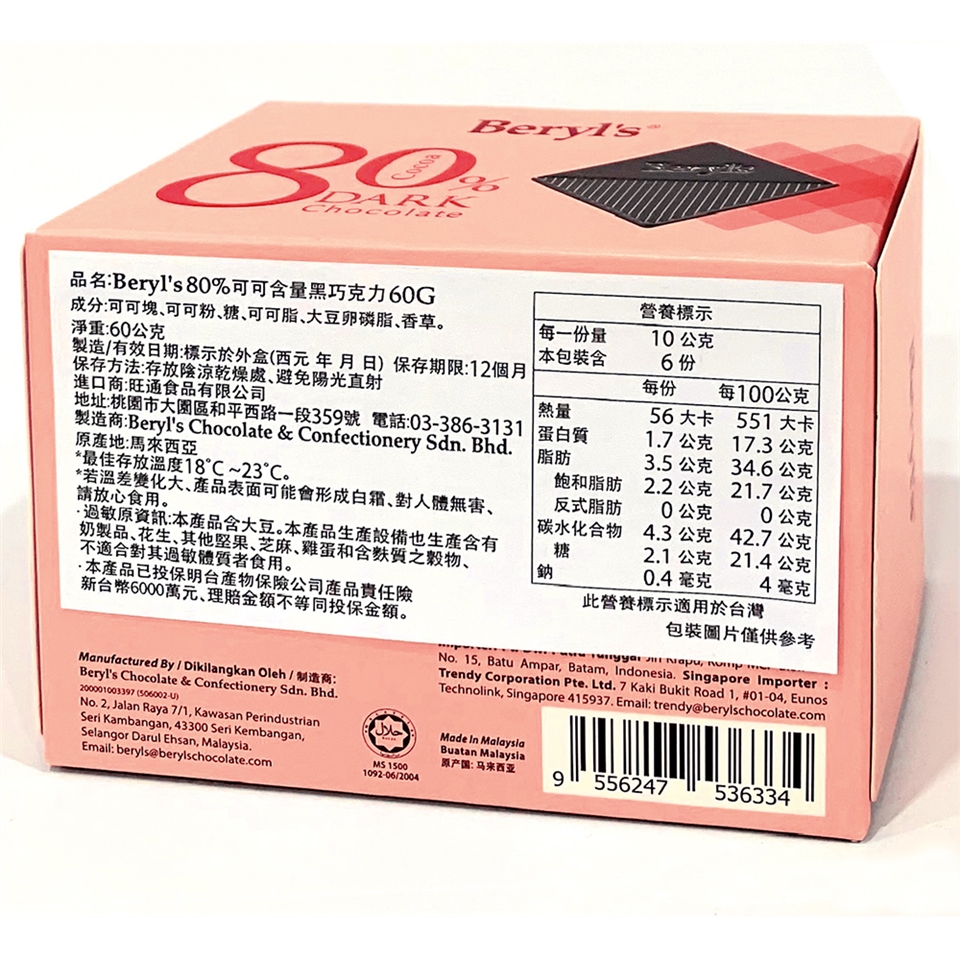 Beryl's®
80%
Cocoa
DARK
Chocolate
Beryl's
品名:Beryl's 80%可可含量黑巧克力60G
成分:可可塊、可可粉、糖、可可脂、大豆卵磷脂、香草。
淨重:60公克
製造/有效日期:標示於外盒(西元 年 月 日) 保存期限:12個月
保存方法:存放陰涼乾燥處、避免陽光直射
進口商:旺通食品有限公司
地址:桃園市大園區和平西路一段359號 電話:03-386-3131
製造商:Beryl's Chocolate & Confectionery Sdn. Bhd.
原產地:馬來西亞
*最佳存放溫度18˚C ~23˚C。
*若溫差變化大、產品表面可能會形成白霜、對人體無害、
請放心食用。
·過敏原資訊:本產品含大豆。本產品生產設備也生產含有
奶製品、花生、其他堅果、芝麻、雞蛋和含麩質之穀物、
不適合對其過敏體質者食用。
·本產品已投保明台產物保險公司產品責任險
新台幣6000萬元、理賠金額不等同投保金額。
營養標示
每一份量 10 公克
本包裝含 6 份
每份 每100公克
熱量 56 大卡 551 大卡
蛋白質 1.7 公克 17.3 公克
脂肪 3.5 公克 34.6 公克
飽和脂肪 2.2 公克 21.7 公克
反式脂肪 0 公克 0 公克
碳水化合物 4.3 公克 42.7 公克
糖 2.1 公克 21.4 公克
鈉 0.4 毫克 4 毫克
此營養標示適用於台灣
包裝圖片僅供參考
Manufactured By / Dikilangkan Oleh / 制造商:
Beryl's Chocolate & Confectionery Sdn. Bhd.
200001003397 (506002-U)
No. 2, Jalan Raya 7/1, Kawasan Perindustrian
Seri Kambangan, 43300 Seri Kembangan,
Selangor Darul Ehsan, Malaysia.
Email: beryls@berylschocolate.com
حلال
MS 1500
1092-06/2004
No. 15, Batu Ampar, Batam, Indonesia. Singapore Importer :
Trendy Corporation Pte. Ltd. 7 Kaki Bukit Road 1, #01-04, Eunos
Technolink, Singapore 415937. Email: trendy@berylschocolate.com
Made In Malaysia
Buatan Malaysia
原产国: 马来西亚
9 556247 536334